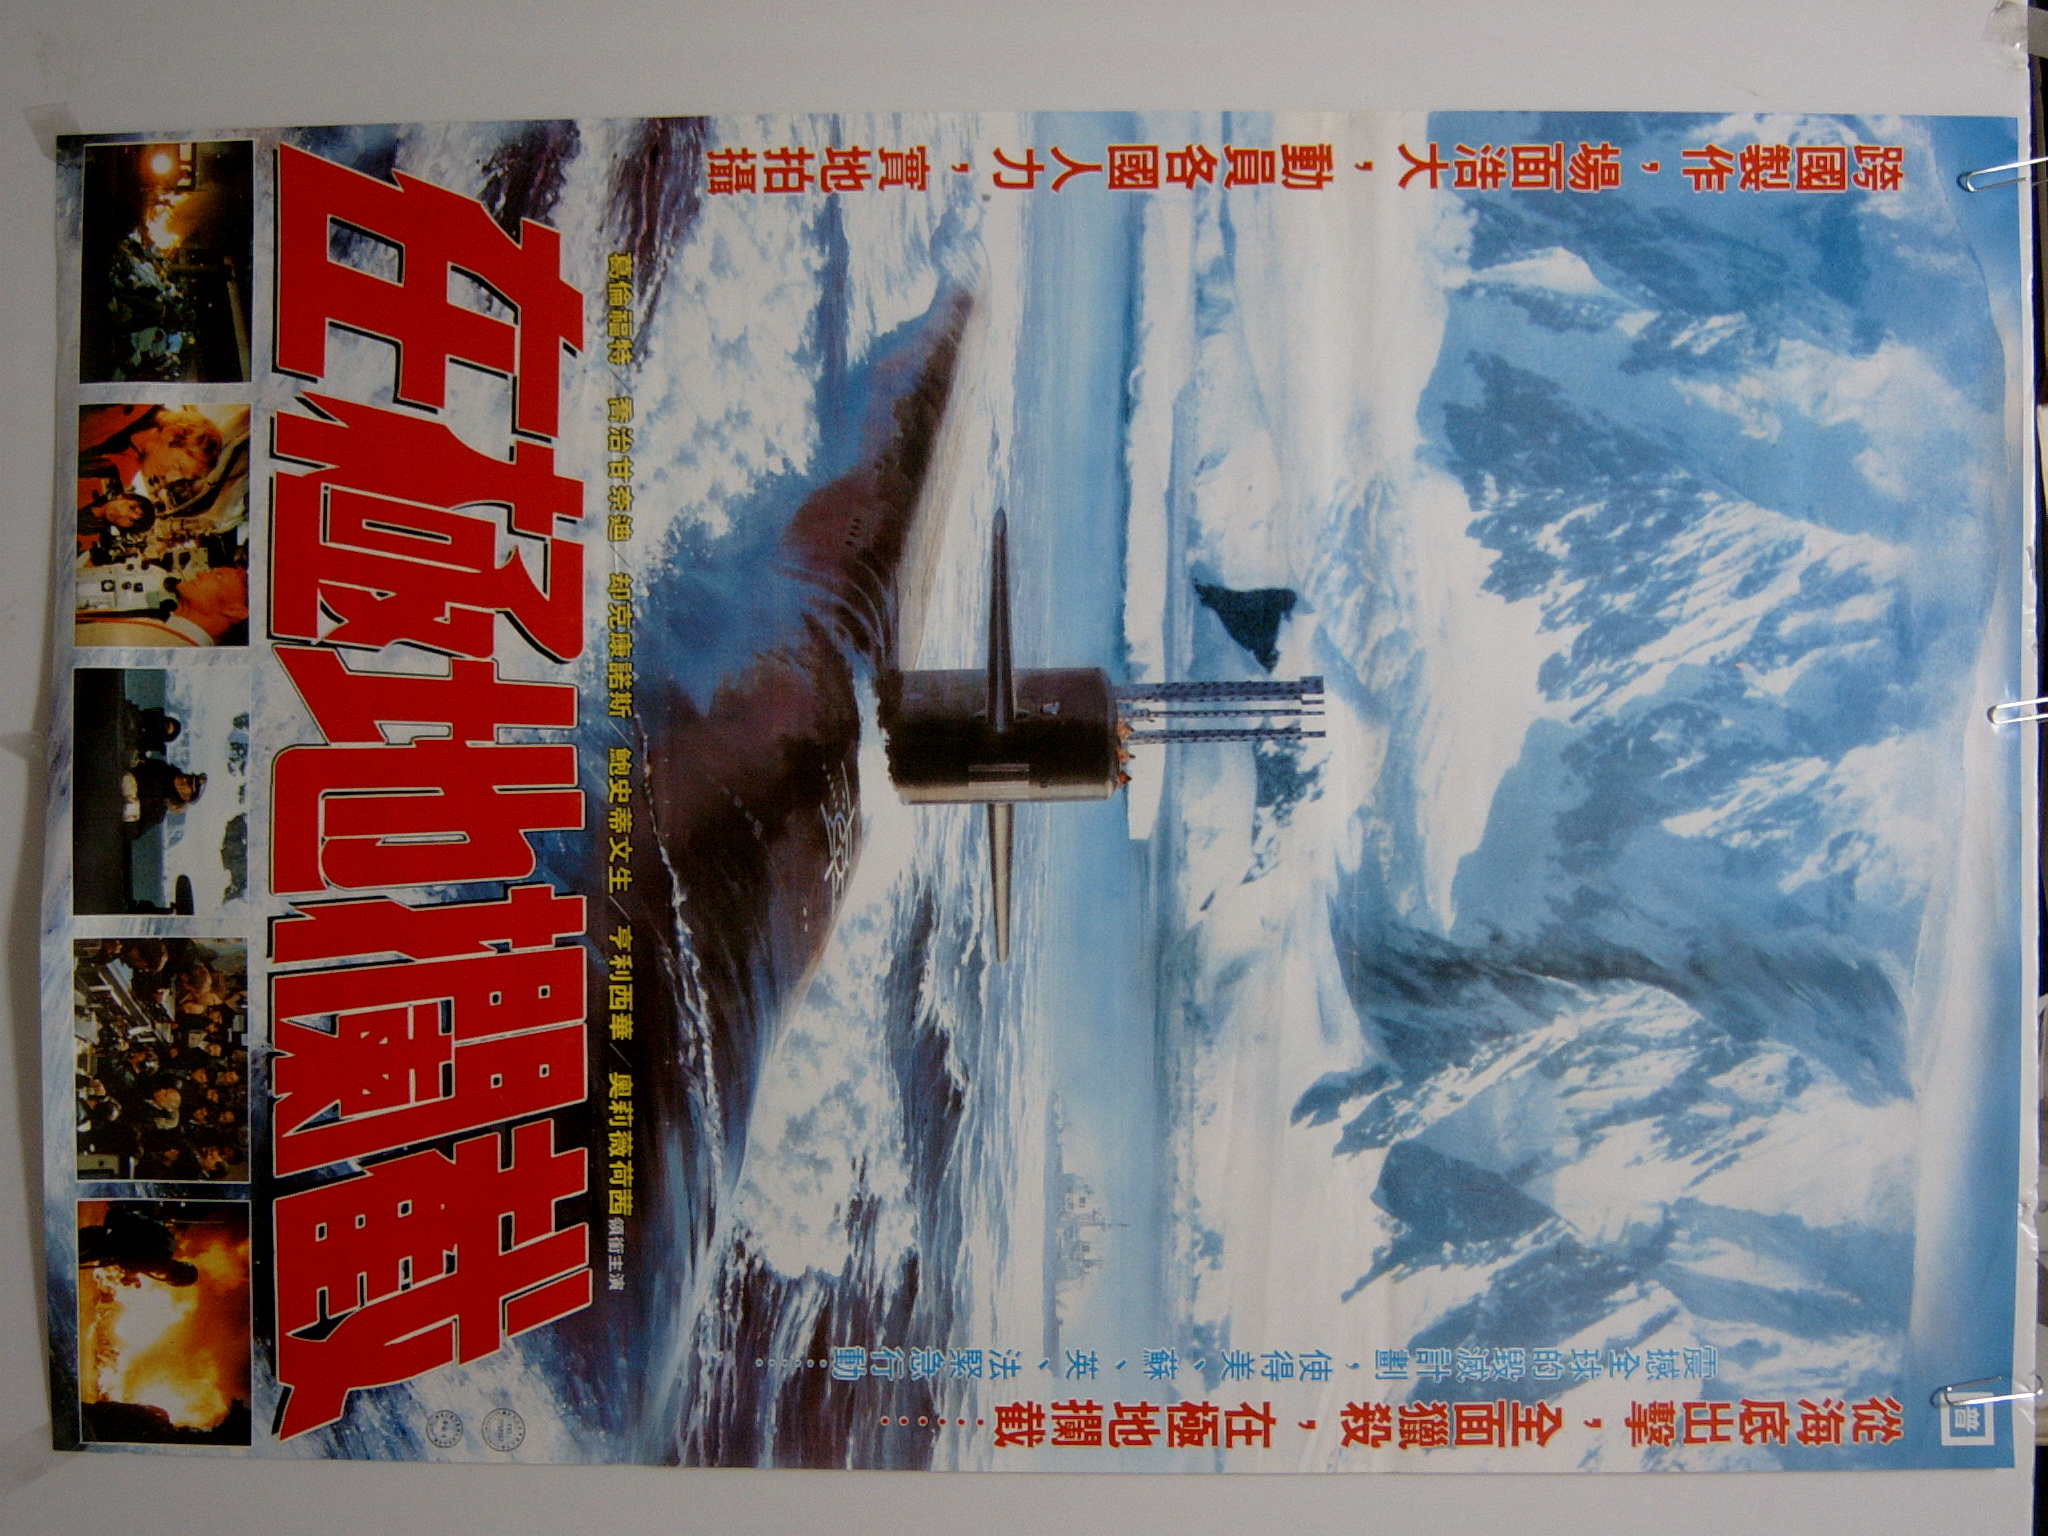 普
從海底出擊，全面獵殺，在極地攔截……
震撼全球的毀滅計劃，使得美、蘇、英、法緊急行動……
跨國製作，場面浩大，動員各國人力，實地拍攝
葛倫福特／喬治甘奈迪／却克康諾斯／鮑史蒂文生／亨利西華／奧莉薇荷茜領銜主演
在極地攔截